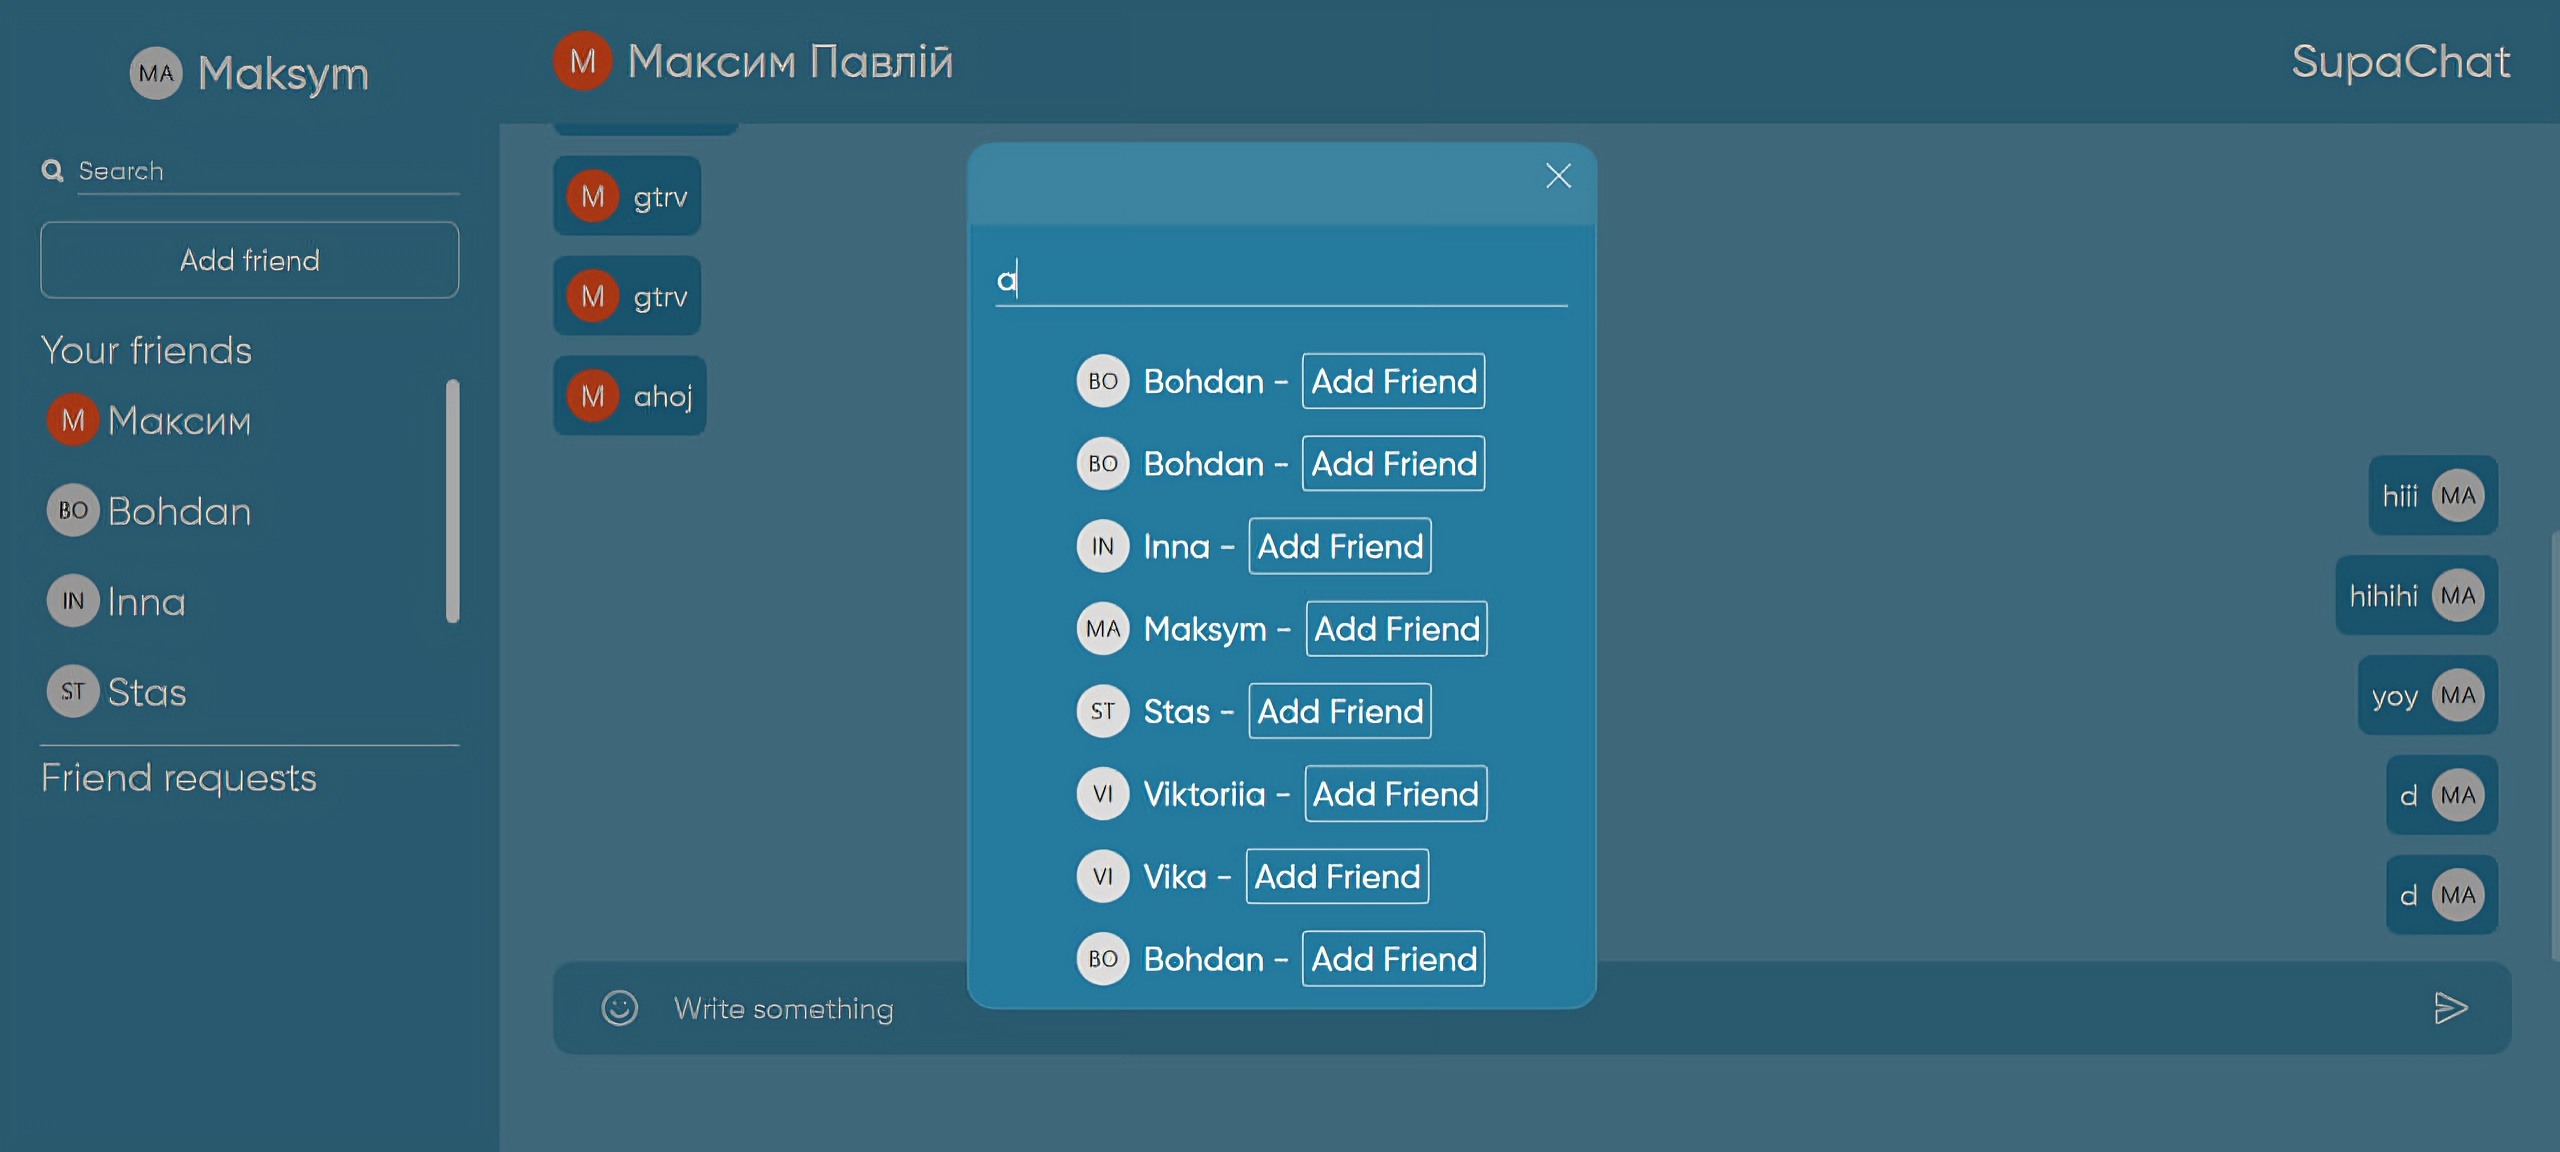 MA Maksym
Search
Add friend
Your friends
M Максим
BO Bohdan
IN Inna
ST Stas
Friend requests
M Максим Павлій
SupaChat
M gtrv
M gtrv
M ahoj
hiii MA
hihihi MA
yoy MA
d MA
d MA
Write something
a
BO Bohdan - Add Friend
BO Bohdan - Add Friend
IN Inna - Add Friend
MA Maksym - Add Friend
ST Stas - Add Friend
VI Viktoriia - Add Friend
VI Vika - Add Friend
BO Bohdan - Add Friend